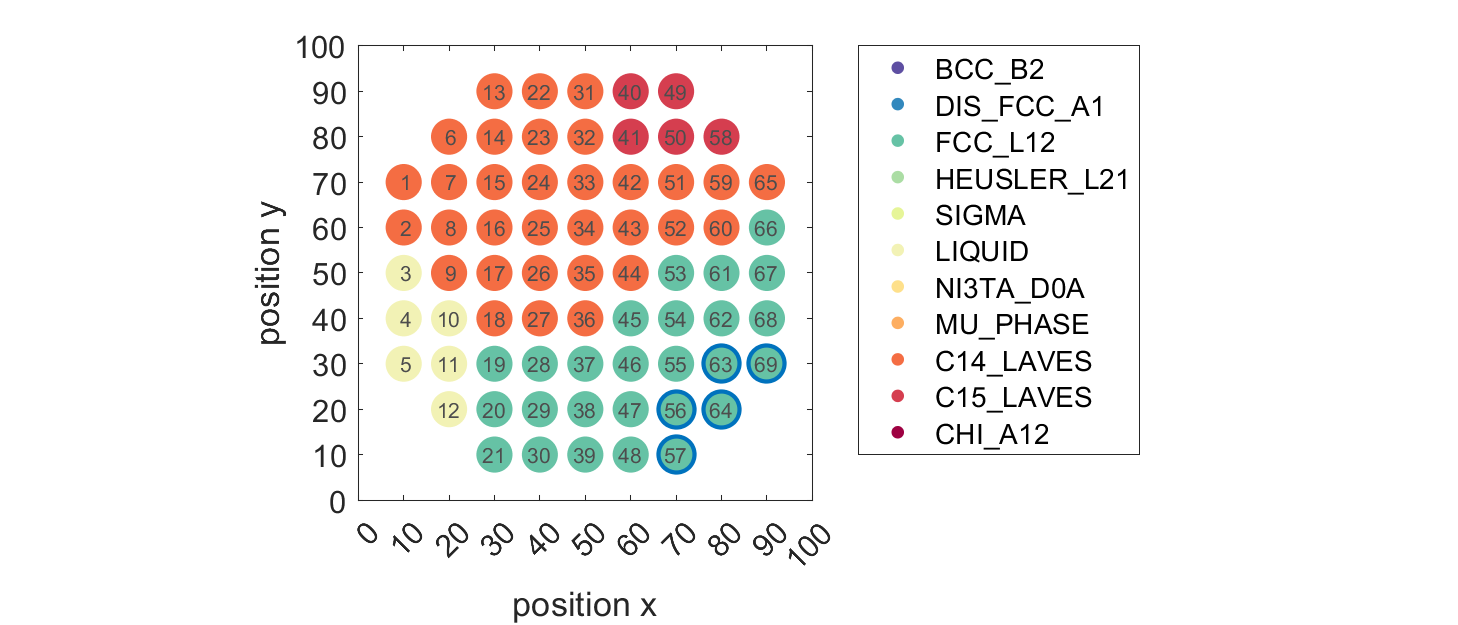 100
90
80
70
60
50
40
30
20
10
0
position y
13 22 31 40 49
6 14 23 32 41 50 58
1 7 15 24 33 42 51 59 65
2 8 16 25 34 43 52 60 66
3 9 17 26 35 44 53 61 67
4 10 18 27 36 45 54 62 68
5 11 19 28 37 46 55 63 69
12 20 29 38 47 56 64
21 30 39 48 57
0 10 20 30 40 50 60 70 80 90 100
position x
BCC_B2
DIS_FCC_A1
FCC_L12
HEUSLER_L21
SIGMA
LIQUID
NI3TA_D0A
MU_PHASE
C14_LAVES
C15_LAVES
CHI_A12